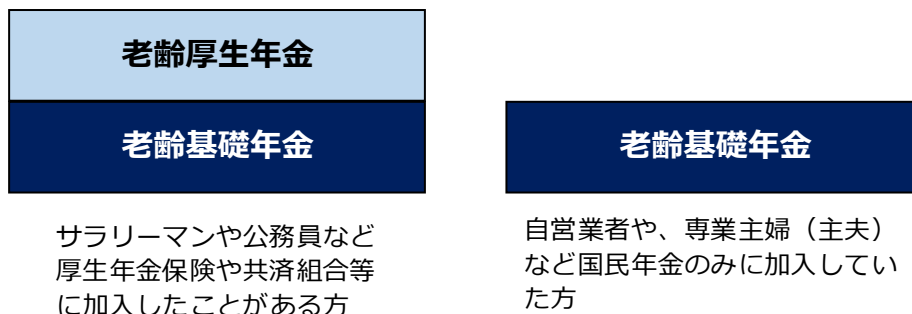 老齢厚生年金
老齢基礎年金
サラリーマンや公務員など
厚生年金保険や共済組合等
に加入したことがある方
老齢基礎年金
自営業者や、専業主婦（主夫）
など国民年金のみに加入してい
た方